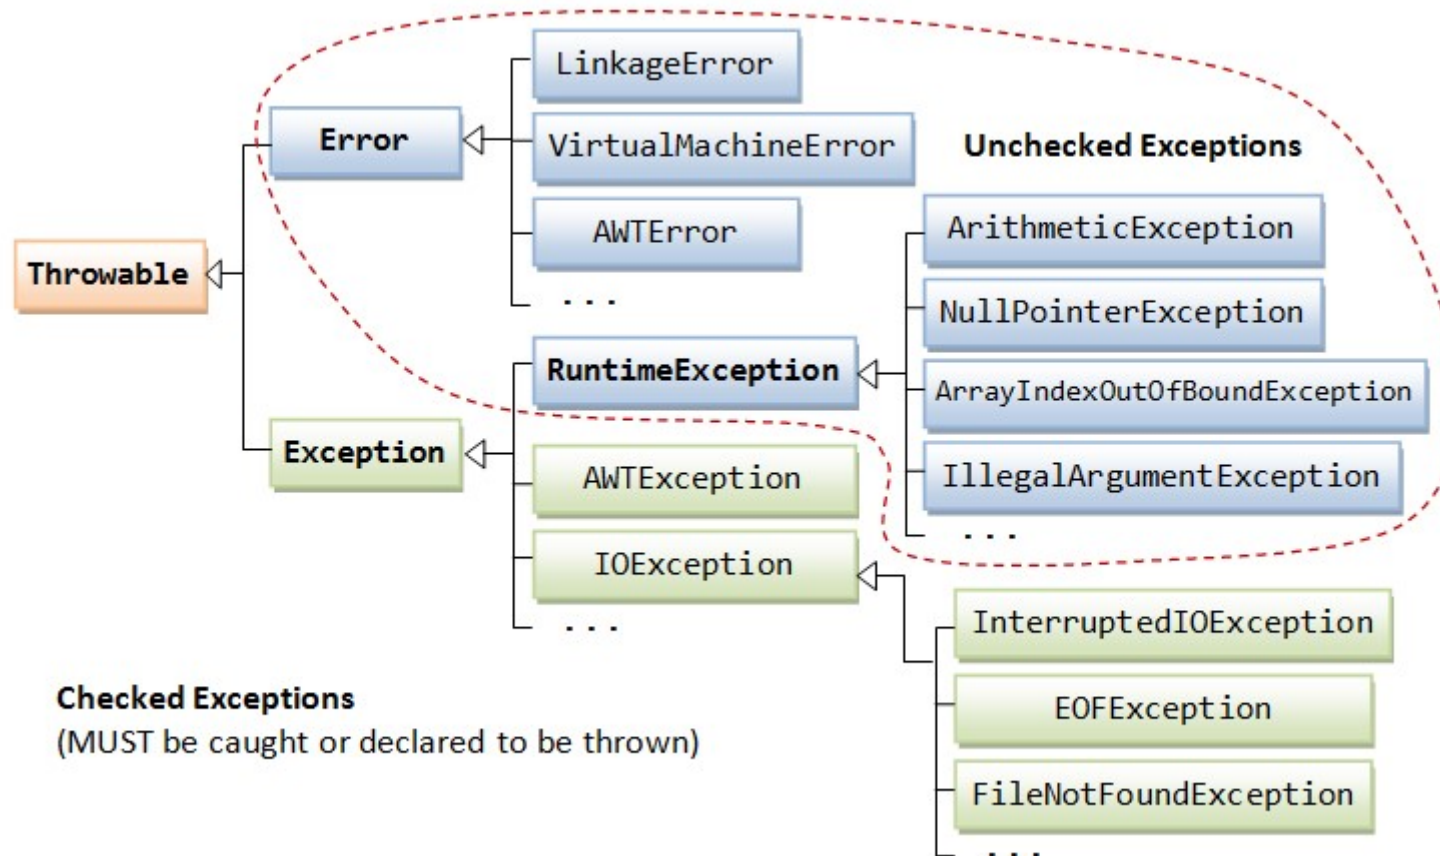 LinkageError
Error
VirtualMachineError
Unchecked Exceptions
AWTError
ArithmeticException
Throwable
...
NullPointerException
RuntimeException
ArrayIndexOutOfBoundException
Exception
AWTException
IllegalArgumentException
...
IOException
...
InterruptedIOException
Checked Exceptions
(MUST be caught or declared to be thrown)
EOFException
FileNotFoundException
...